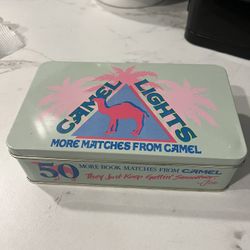 CAMEL LIGHTS
MORE MATCHES FROM CAMEL
50 MORE BOOK MATCHES FROM CAMEL
They Just Keep Gettin' Smoother.
Joe